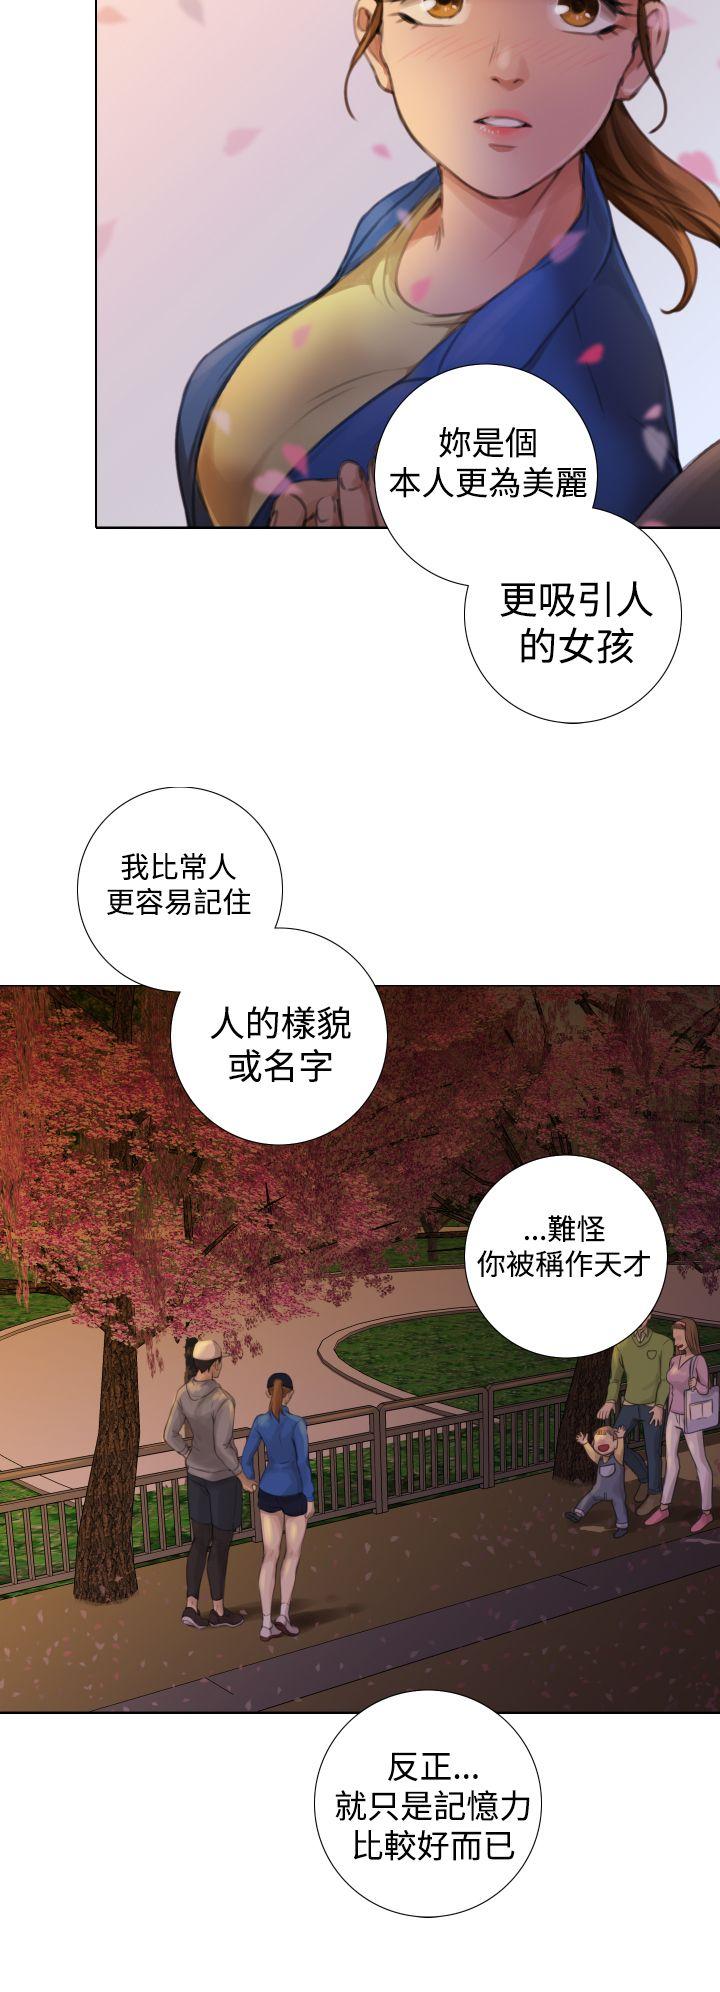 妳是個
本人更為美麗
更吸引人
的女孩
我比常人
更容易記住
人的樣貌
或名字
...難怪
你被稱作天才
反正...
就只是記憶力
比較好而已